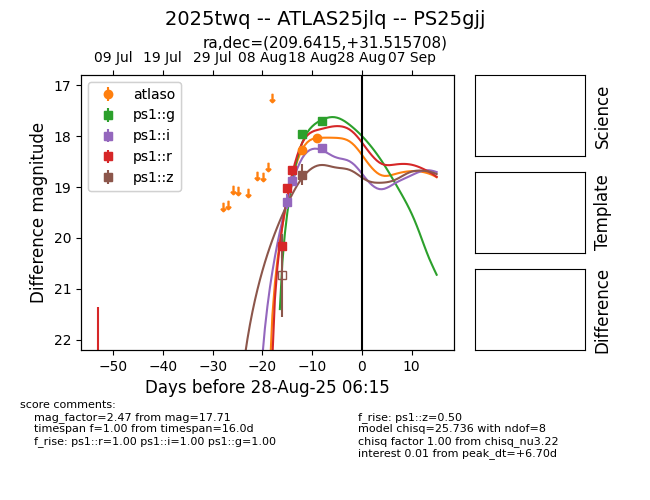 2025twq -- ATLAS25jlq -- PS25gjj
ra,dec=(209.6415,+31.515708)
09 Jul 19 Jul 29 Jul 08 Aug 18 Aug 28 Aug 07 Sep
17
18
19
20
21
22
Difference magnitude
atlaso
ps1::g
ps1::i
ps1::r
ps1::z
−50 −40 −30 −20 −10 0 10
Days before 28-Aug-25 06:15
Science
Template
Difference
score comments:
mag_factor=2.47 from mag=17.71
timespan f=1.00 from timespan=16.0d
f_rise: ps1::r=1.00 ps1::i=1.00 ps1::g=1.00
f_rise: ps1::z=0.50
model chisq=25.736 with ndof=8
chisq factor 1.00 from chisq_nu3.22
interest 0.01 from peak_dt=+6.70d